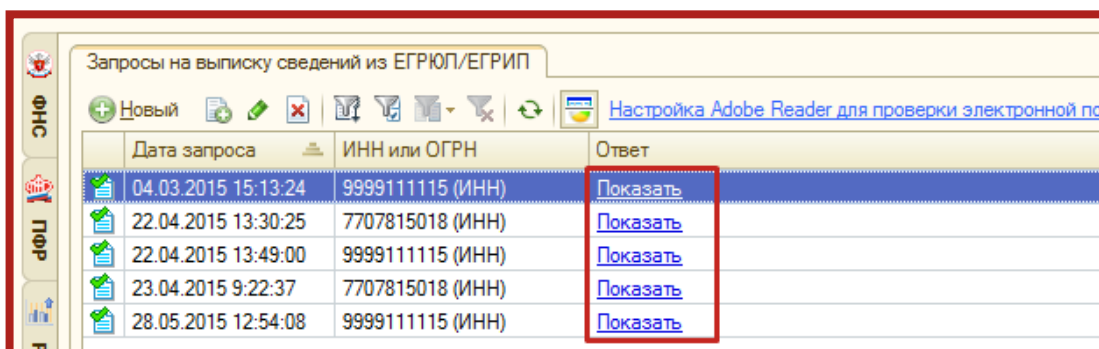 Запросы на выписку сведений из ЕГРЮЛ/ЕГРИП
ФНС
Новый
Настройка Adobe Reader для проверки электронной по
Дата запроса ИНН или ОГРН Ответ
04.03.2015 15:13:24 9999111115 (ИНН) Показать
22.04.2015 13:30:25 7707815018 (ИНН) Показать
ПФР
22.04.2015 13:49:00 9999111115 (ИНН) Показать
23.04.2015 9:22:37 7707815018 (ИНН) Показать
28.05.2015 12:54:08 9999111115 (ИНН) Показать